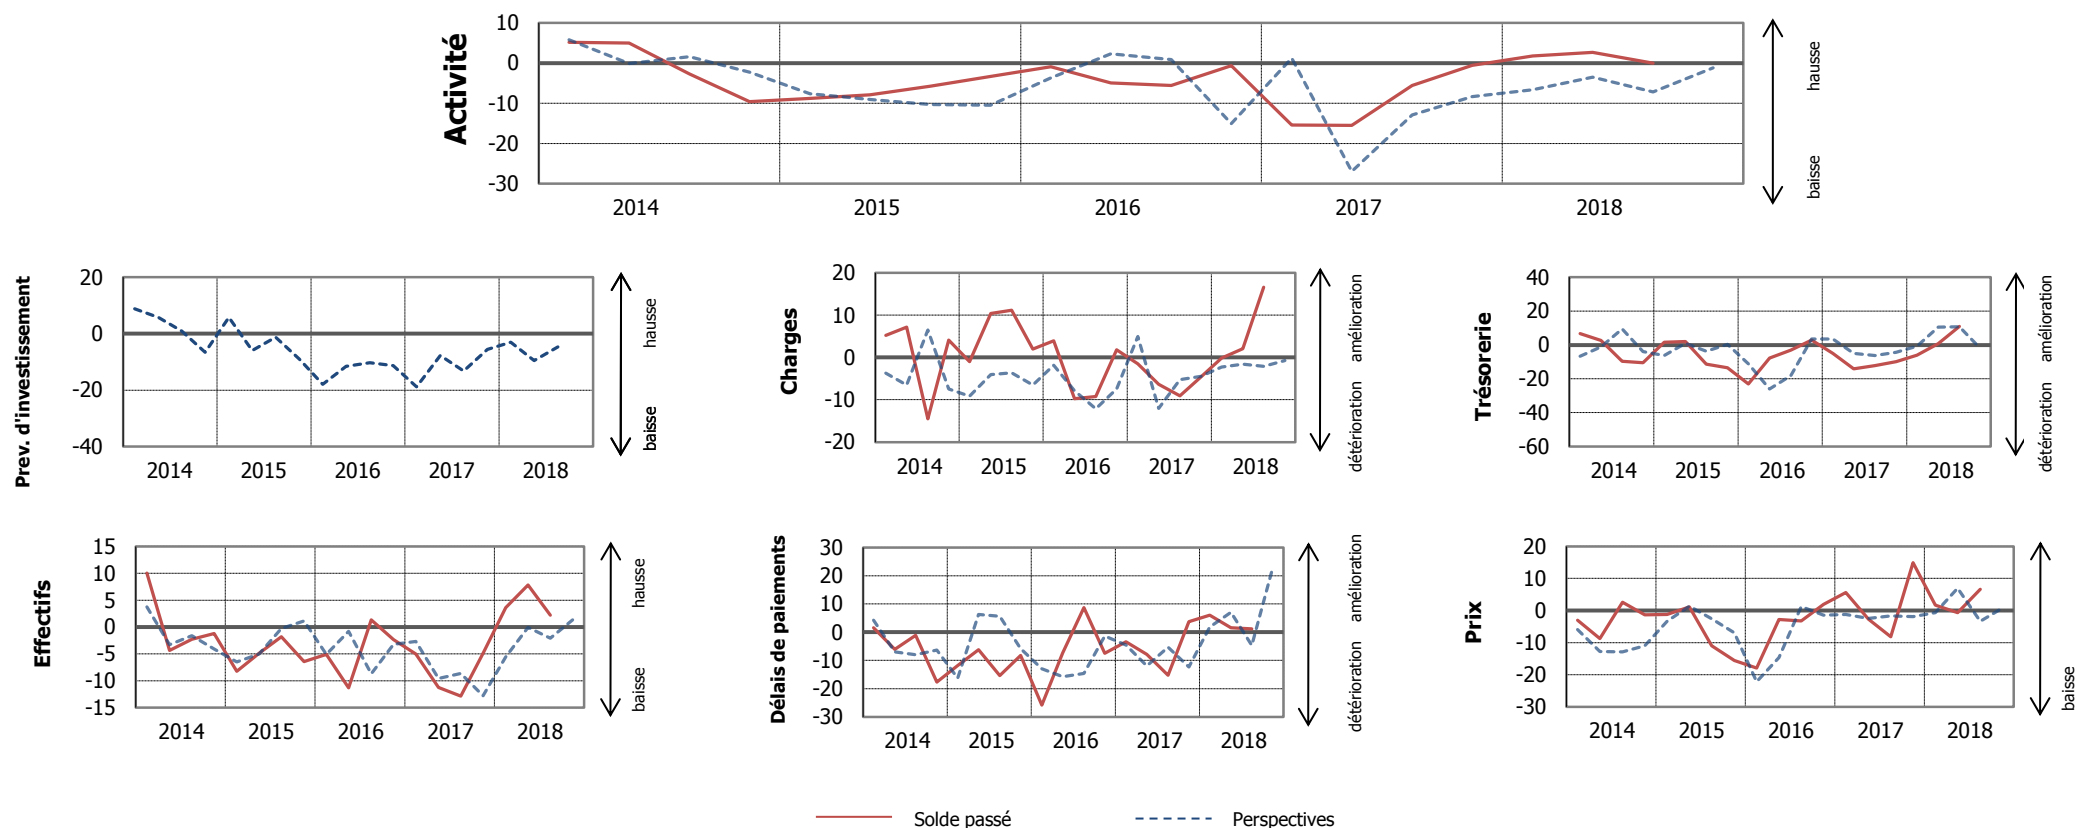 Activité
10
0
-10
-20
-30
2014 2015 2016 2017 2018
hausse
baisse
Prev. d'investissement
20
0
-20
-40
2014 2015 2016 2017 2018
hausse
baisse
Charges
20
10
0
-10
-20
2014 2015 2016 2017 2018
amélioration
détérioration
Trésorerie
40
20
0
-20
-40
-60
2014 2015 2016 2017 2018
amélioration
détérioration
Effectifs
15
10
5
0
-5
-10
-15
2014 2015 2016 2017 2018
hausse
baisse
Délais de paiements
30
20
10
0
-10
-20
-30
2014 2015 2016 2017 2018
amélioration
détérioration
Prix
20
10
0
-10
-20
-30
2014 2015 2016 2017 2018
baisse
Solde passé Perspectives